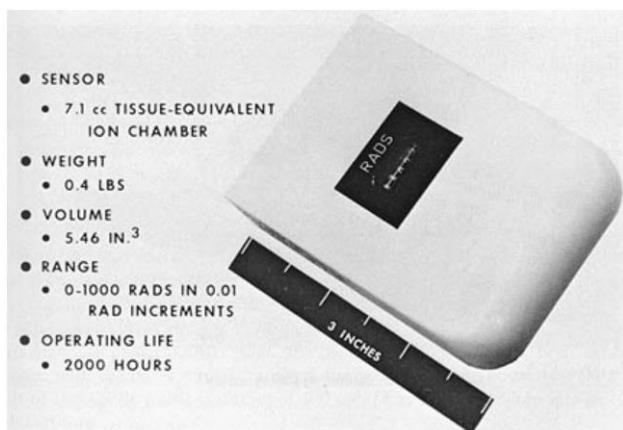 ● SENSOR
• 7.1 cc TISSUE-EQUIVALENT
ION CHAMBER
● WEIGHT
• 0.4 LBS
● VOLUME
• 5.46 IN.³
● RANGE
• 0-1000 RADS IN 0.01
RAD INCREMENTS
● OPERATING LIFE
• 2000 HOURS
RADS
3 INCHES